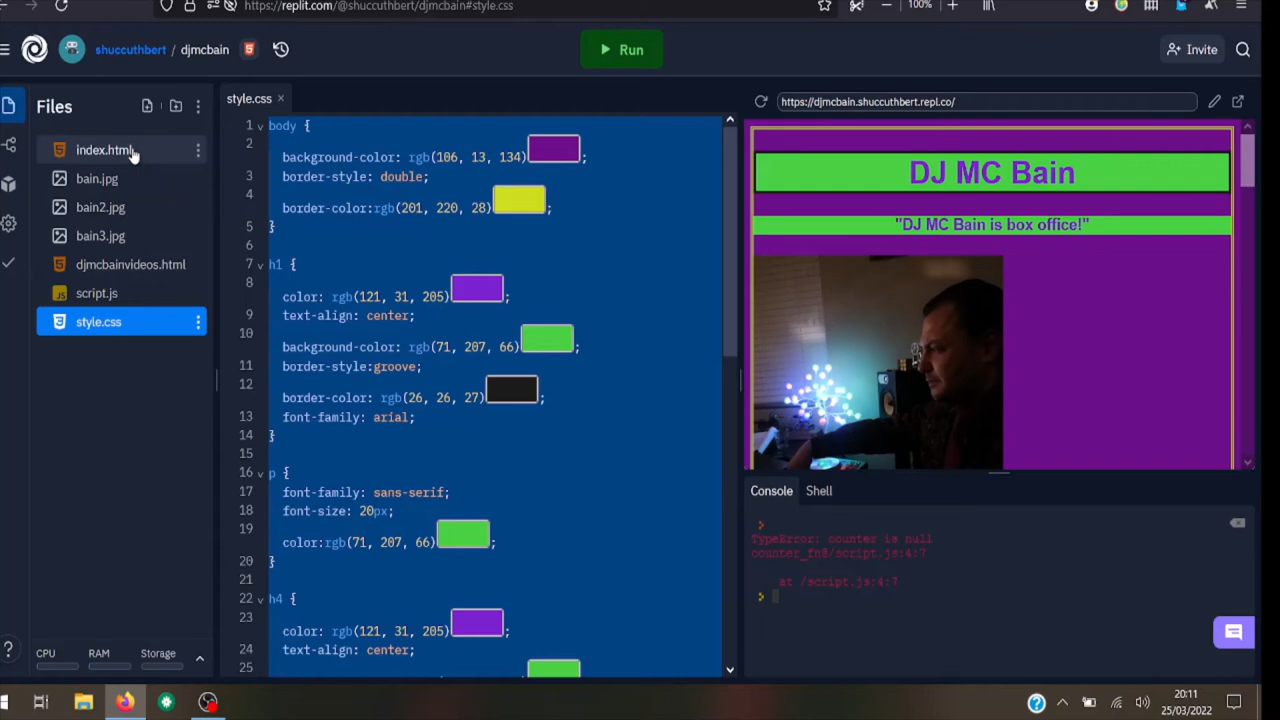 https://replit.com/@shuccuthbert/djmcbain#style.css
100%
shuccuthbert / djmcbain
Run
Invite
Files
style.css
https://djmcbain.shuccuthbert.repl.co/
index.html
bain.jpg
bain2.jpg
bain3.jpg
djmcbainvideos.html
JS script.js
style.css
CPU RAM Storage
1 body {
2 background-color: rgb(106, 13, 134);
3 border-style: double;
4 border-color:rgb(201, 220, 28);
5 }
6
7 h1 {
8 color: rgb(121, 31, 205);
9 text-align: center;
10 background-color: rgb(71, 207, 66);
11 border-style:groove;
12 border-color: rgb(26, 26, 27);
13 font-family: arial;
14 }
15
16 p {
17 font-family: sans-serif;
18 font-size: 20px;
19 color:rgb(71, 207, 66);
20 }
21
22 h4 {
23 color: rgb(121, 31, 205);
24 text-align: center;
25
DJ MC Bain
"DJ MC Bain is box office!"
Console Shell
TypeError: counter is null
counter_fn@/script.js:4:7
at /script.js:4:7
20:11
25/03/2022